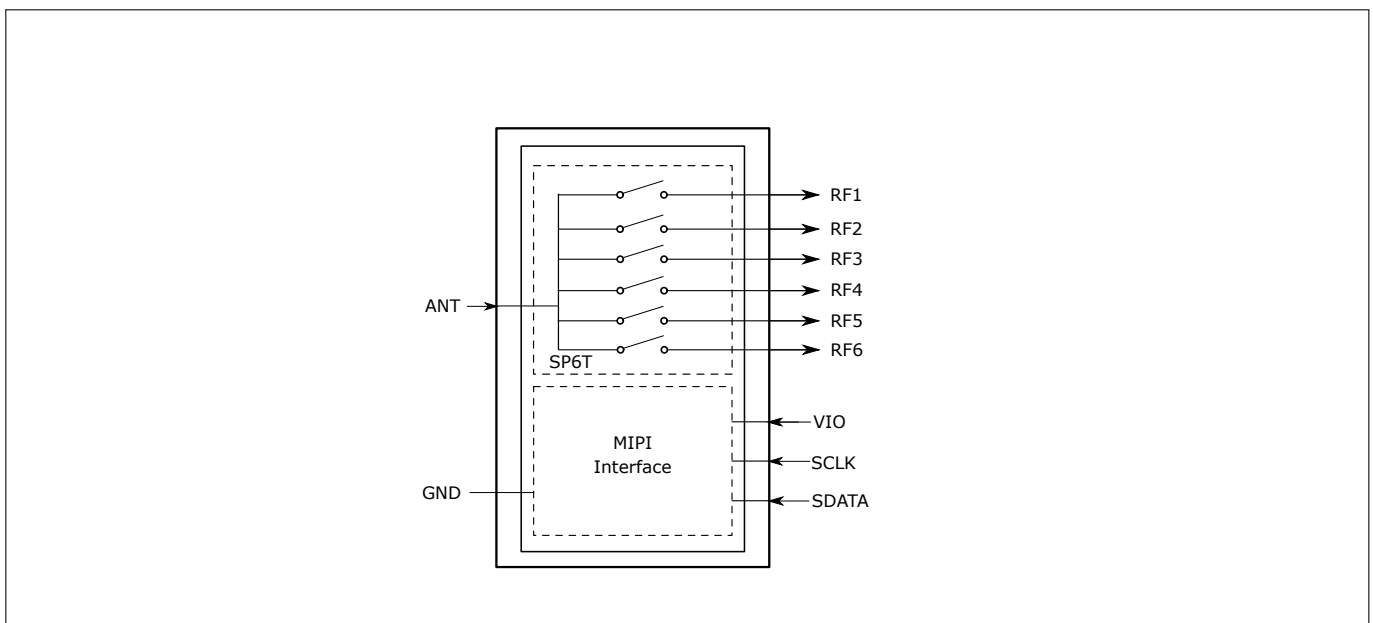 RF1
RF2
RF3
RF4
ANT
RF5
RF6
SP6T
VIO
MIPI
Interface
SCLK
GND
SDATA